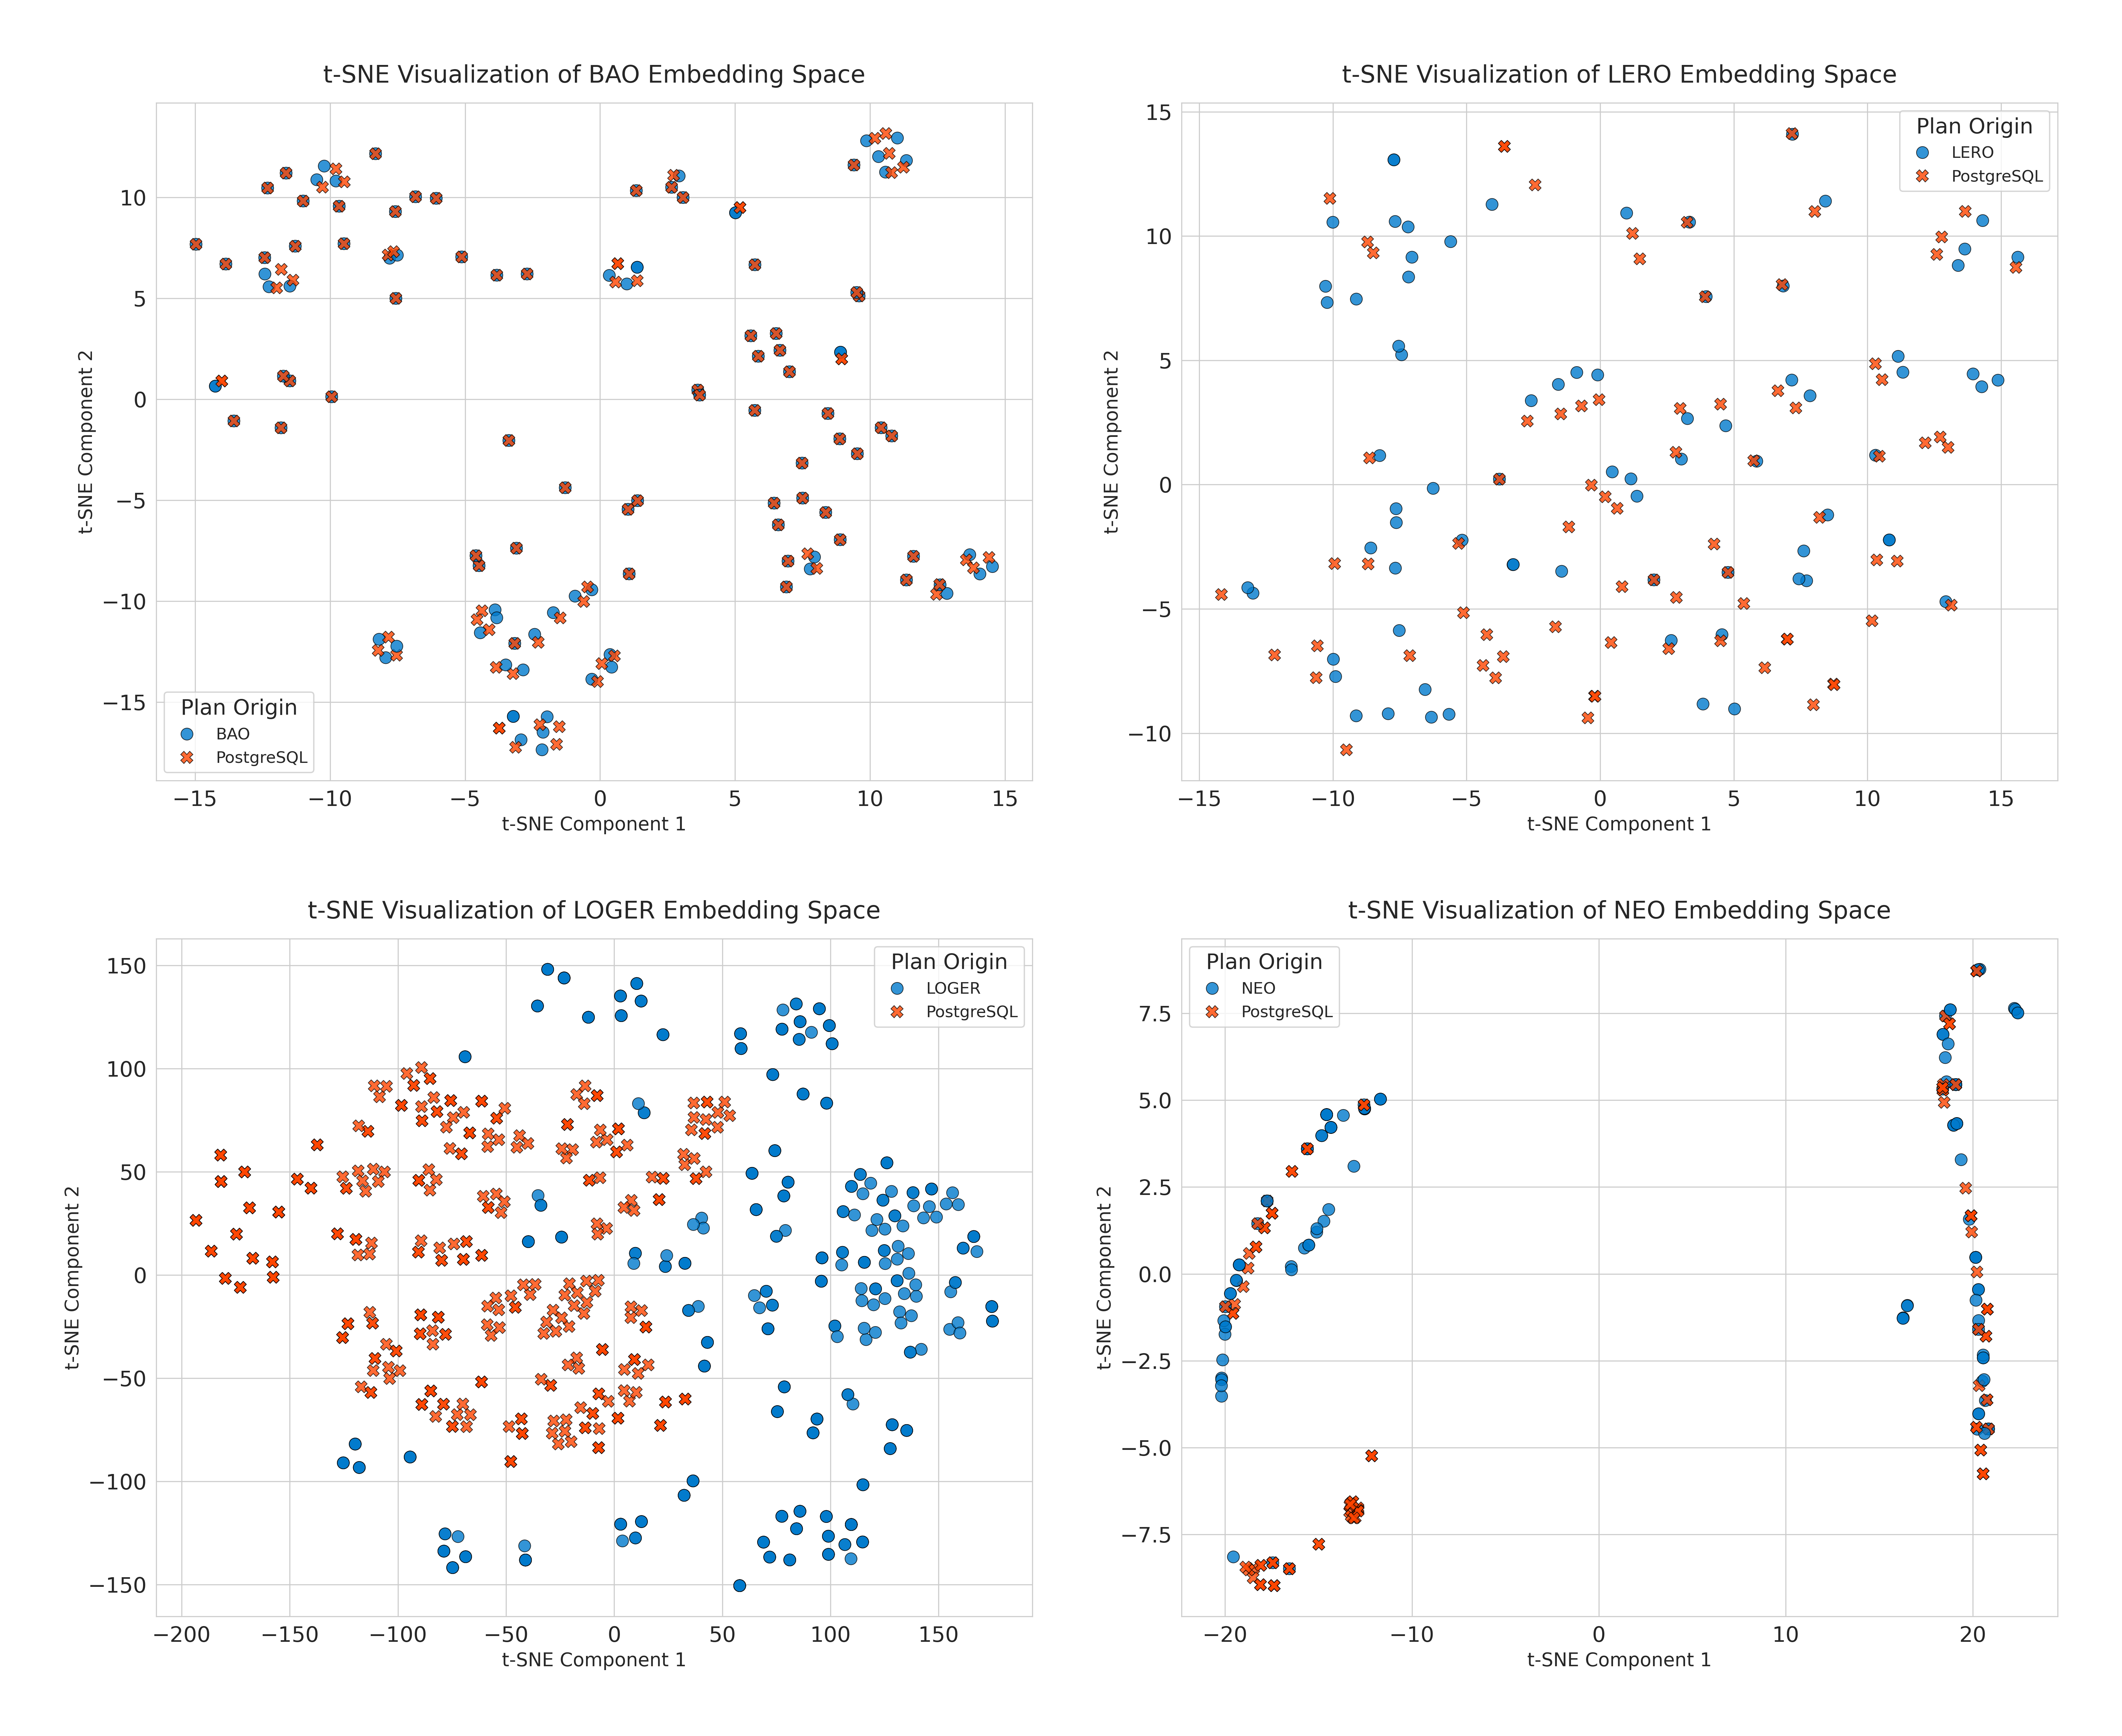 t-SNE Visualization of BAO Embedding Space
10
5
0
−5
−10
−15
t-SNE Component 2
Plan Origin
BAO
PostgreSQL
−15 −10 −5 0 5 10 15
t-SNE Component 1
t-SNE Visualization of LERO Embedding Space
15
10
5
0
−5
−10
t-SNE Component 2
Plan Origin
LERO
PostgreSQL
−15 −10 −5 0 5 10 15
t-SNE Component 1
t-SNE Visualization of LOGER Embedding Space
150
100
50
0
−50
−100
−150
t-SNE Component 2
Plan Origin
LOGER
PostgreSQL
−200 −150 −100 −50 0 50 100 150
t-SNE Component 1
t-SNE Visualization of NEO Embedding Space
7.5
5.0
2.5
0.0
−2.5
−5.0
−7.5
t-SNE Component 2
Plan Origin
NEO
PostgreSQL
−20 −10 0 10 20
t-SNE Component 1